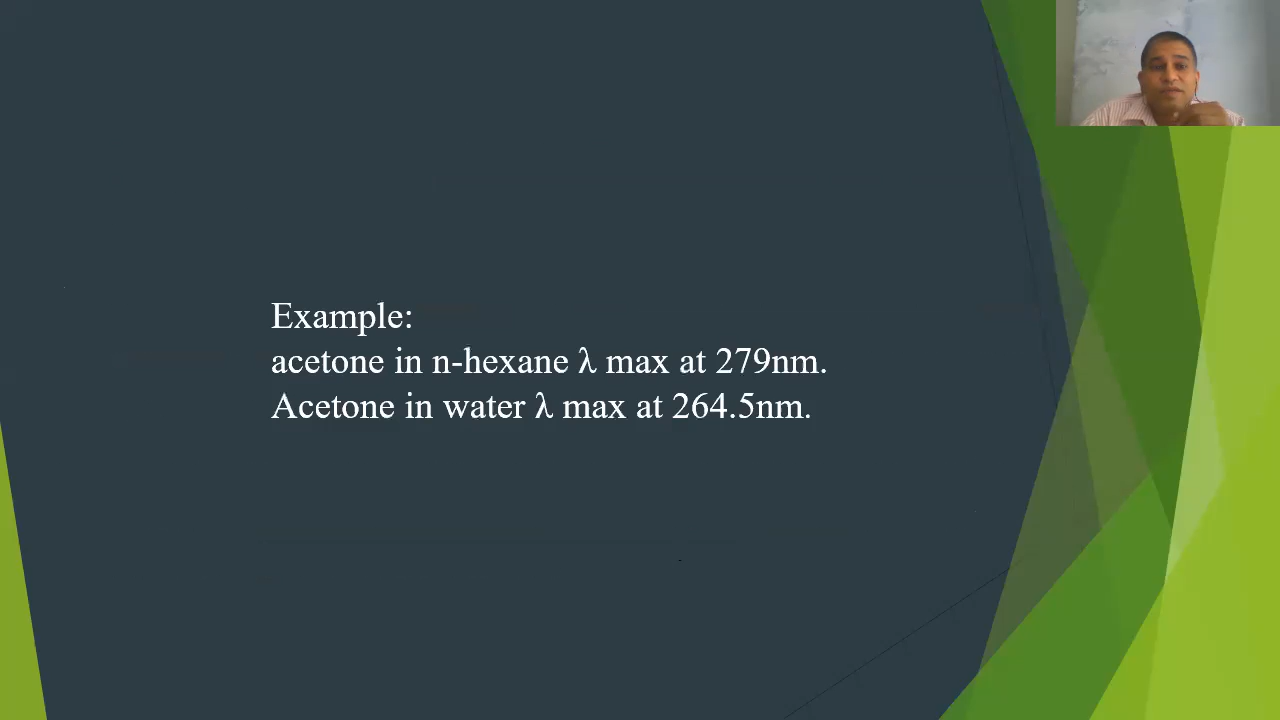 Example:
acetone in n-hexane λ max at 279nm.
Acetone in water λ max at 264.5nm.